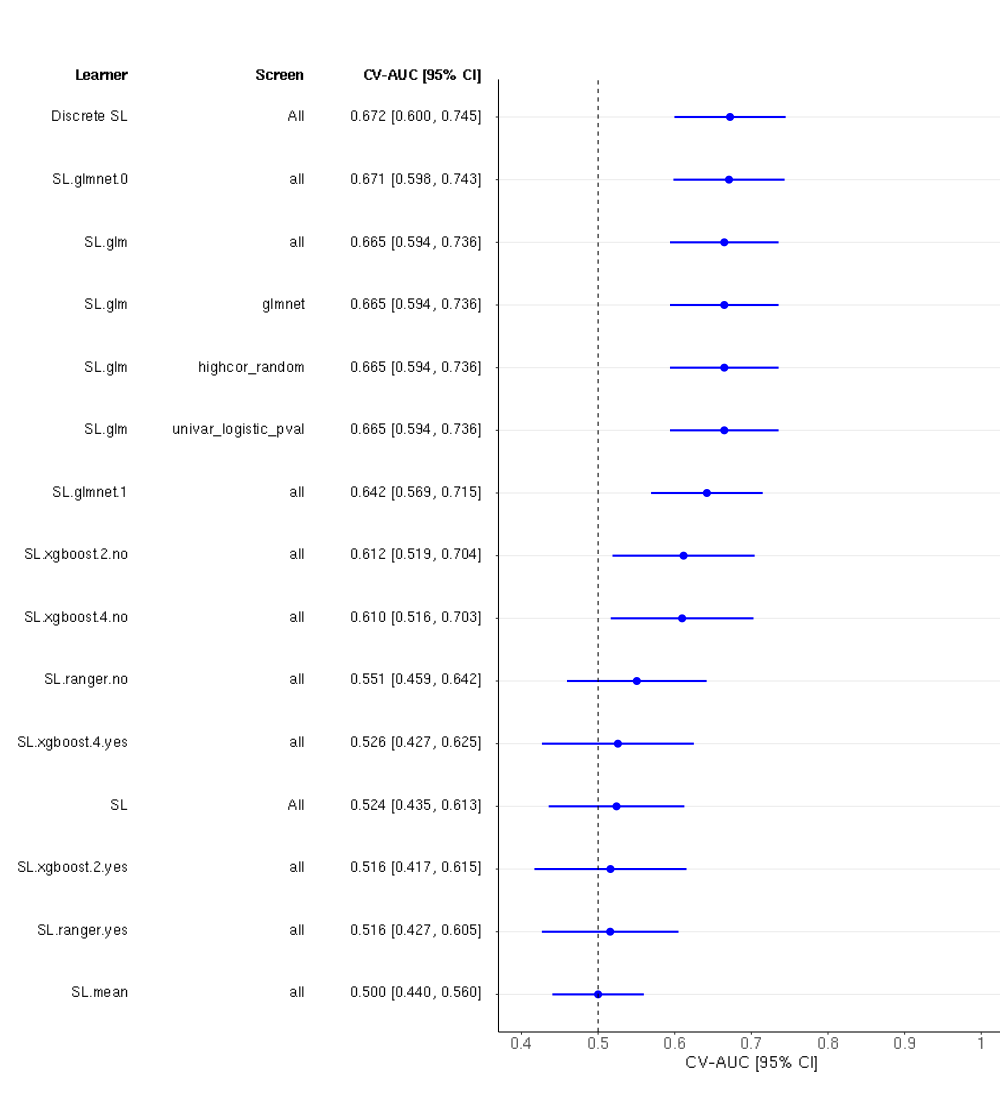 Learner Screen CV-AUC [95% CI]
Discrete SL All 0.672 [0.600, 0.745]
SL.glmnet.0 all 0.671 [0.598, 0.743]
SL.glm all 0.665 [0.594, 0.736]
SL.glm glmnet 0.665 [0.594, 0.736]
SL.glm highcor_random 0.665 [0.594, 0.736]
SL.glm univar_logistic_pval 0.665 [0.594, 0.736]
SL.glmnet.1 all 0.642 [0.569, 0.715]
SL.xgboost.2.no all 0.612 [0.519, 0.704]
SL.xgboost.4.no all 0.610 [0.516, 0.703]
SL.ranger.no all 0.551 [0.459, 0.642]
SL.xgboost.4.yes all 0.526 [0.427, 0.625]
SL All 0.524 [0.435, 0.613]
SL.xgboost.2.yes all 0.516 [0.417, 0.615]
SL.ranger.yes all 0.516 [0.427, 0.605]
SL.mean all 0.500 [0.440, 0.560]
0.4 0.5 0.6 0.7 0.8 0.9 1
CV-AUC [95% CI]